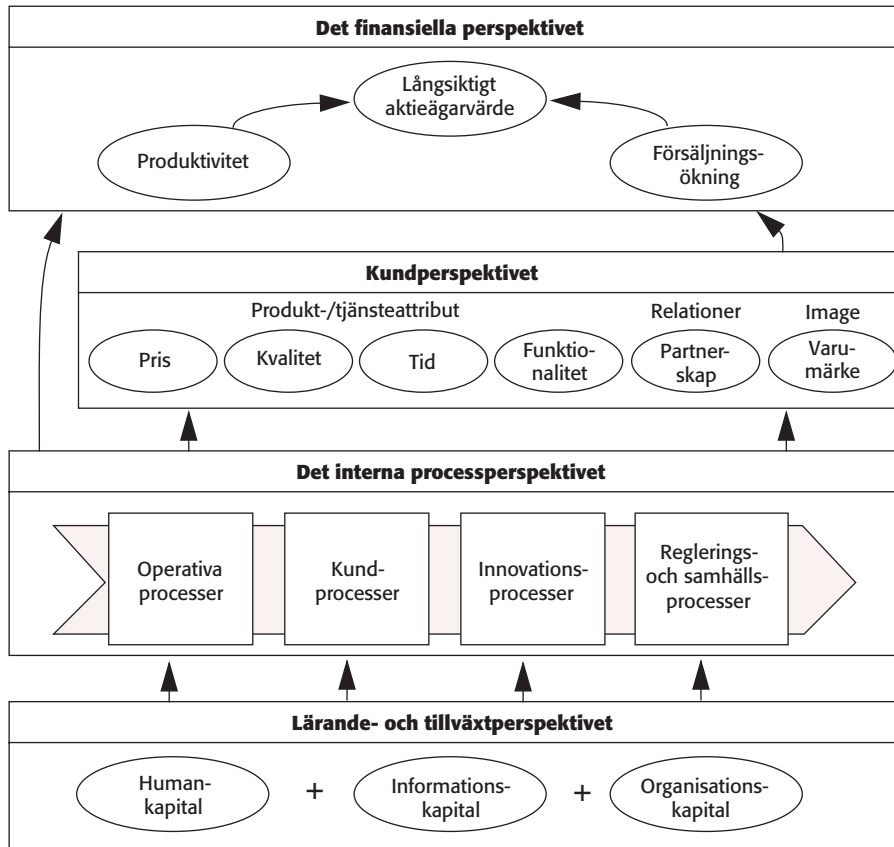 Det finansiella perspektivet
Långsiktigt
aktieägarvärde
Produktivitet
Försäljnings-
ökning
Kundperspektivet
Produkt-/tjänsteattribut
Relationer
Image
Pris
Kvalitet
Tid
Funktio-
nalitet
Partner-
skap
Varu-
märke
Det interna processperspektivet
Operativa
processer
Kund-
processer
Innovations-
processer
Reglerings-
och samhälls-
processer
Lärande- och tillväxtperspektivet
Human-
kapital
+
Informations-
kapital
+
Organisations-
kapital